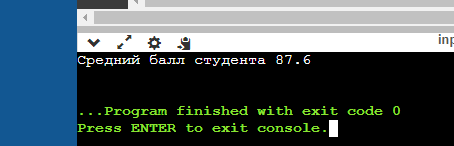 inp
Средний балл студента 87.6
...Program finished with exit code 0
Press ENTER to exit console.